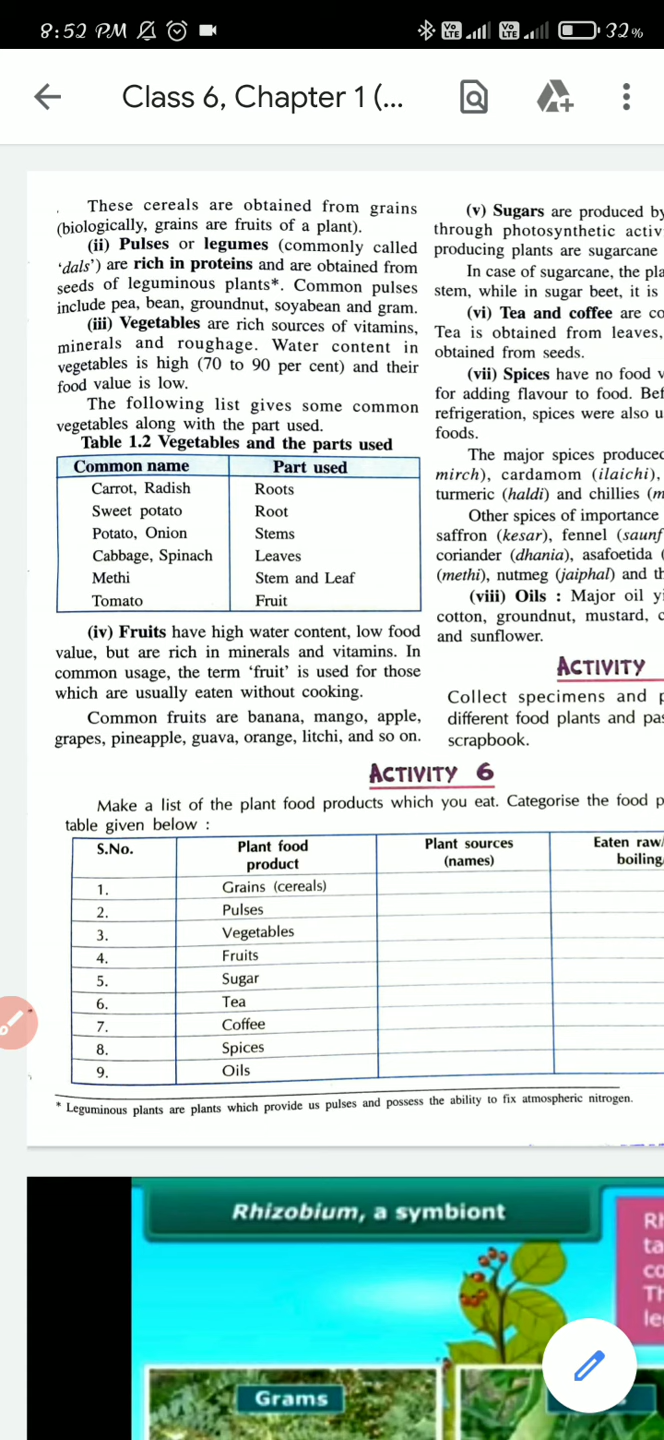 8:52 PM
Vo LTE
Vo LTE
32%
Class 6, Chapter 1 (...
These cereals are obtained from grains
(biologically, grains are fruits of a plant).
(ii) Pulses or legumes (commonly called
‘dals’) are rich in proteins and are obtained from
seeds of leguminous plants*. Common pulses
include pea, bean, groundnut, soyabean and gram.
(iii) Vegetables are rich sources of vitamins,
minerals and roughage. Water content in
vegetables is high (70 to 90 per cent) and their
food value is low.
The following list gives some common
vegetables along with the part used.
Table 1.2 Vegetables and the parts used
Common name Part used
Carrot, Radish Roots
Sweet potato Root
Potato, Onion Stems
Cabbage, Spinach Leaves
Methi Stem and Leaf
Tomato Fruit
(iv) Fruits have high water content, low food
value, but are rich in minerals and vitamins. In
common usage, the term ‘fruit’ is used for those
which are usually eaten without cooking.
Common fruits are banana, mango, apple,
grapes, pineapple, guava, orange, litchi, and so on.
(v) Sugars are produced by
through photosynthetic activ
producing plants are sugarcane
In case of sugarcane, the pla
stem, while in sugar beet, it is
(vi) Tea and coffee are co
Tea is obtained from leaves,
obtained from seeds.
(vii) Spices have no food v
for adding flavour to food. Bef
refrigeration, spices were also u
foods.
The major spices produced
mirch), cardamom (ilaichi),
turmeric (haldi) and chillies (m
Other spices of importance
saffron (kesar), fennel (saunf
coriander (dhania), asafoetida (
(methi), nutmeg (jaiphal) and th
(viii) Oils : Major oil yi
cotton, groundnut, mustard, c
and sunflower.
ACTIVITY
Collect specimens and p
different food plants and pas
scrapbook.
ACTIVITY 6
Make a list of the plant food products which you eat. Categorise the food p
table given below :
S.No. Plant food product Plant sources (names) Eaten raw/ boiling
1. Grains (cereals)
2. Pulses
3. Vegetables
4. Fruits
5. Sugar
6. Tea
7. Coffee
8. Spices
9. Oils
* Leguminous plants are plants which provide us pulses and possess the ability to fix atmospheric nitrogen.
Rhizobium, a symbiont
Rh
ta
co
Th
le
Grams